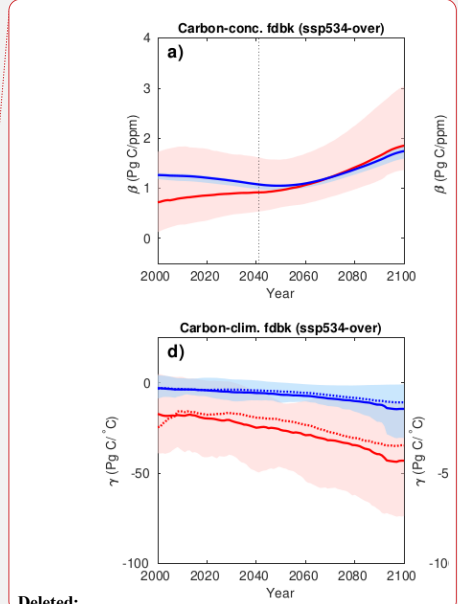 Carbon-conc. fdbk (ssp534-over)
a)
4
3
2
1
0
β (Pg C/ppm)
β (Pg C/ppm)
2000 2020 2040 2060 2080 2100
Year
Carbon-clim. fdbk (ssp534-over)
d)
0
-50
-100
γ (Pg C/°C)
γ (Pg C/°C)
-5
-10
2000 2020 2040 2060 2080 2100
Year
Deleted: